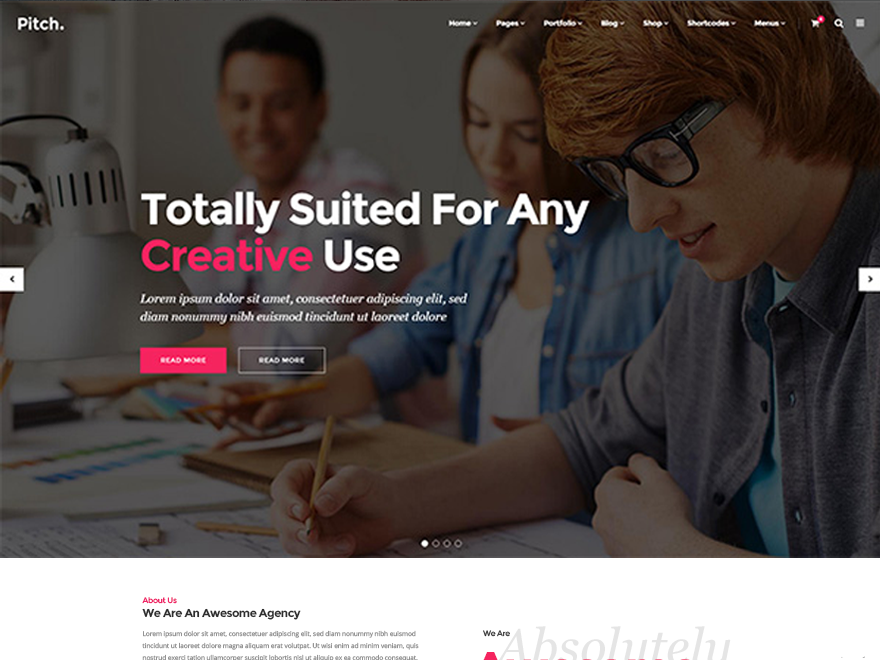 Pitch.
Home
Pages
Portfolio
Blog
Shop
Shortcodes
Menus
Totally Suited For Any
Creative Use
Lorem ipsum dolor sit amet, consectetuer adipiscing elit, sed
diam nonummy nibh euismod tincidunt ut laoreet dolore
READ MORE
READ MORE
About Us
We Are An Awesome Agency
Lorem ipsum dolor sit amet, consectetuer adipiscing elit, sed diam nonummy nibh euismod
tincidunt ut laoreet dolore magna aliquam erat volutpat. Ut wisi enim ad minim veniam, quis
nostrud exerci tation ullamcorper suscipit lobortis nisl ut aliquip ex ea commodo consequat.
We Are
Absolutely